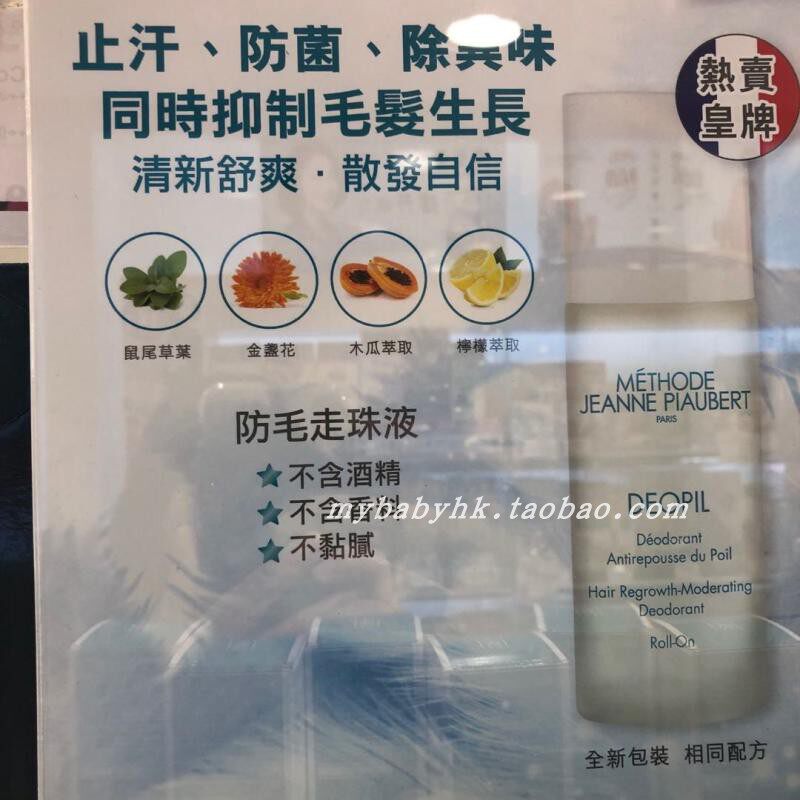 止汗、防菌、除異味
同時抑制毛髮生長
清新舒爽·散發自信
熱賣
皇牌
鼠尾草葉
金盞花
木瓜萃取
檸檬萃取
防毛走珠液
★不含酒精
★不含香料
★不黏膩
mybabyhk.taobao.com
MÉTHODE
JEANNE PIAUBERT
PARIS
DEOPIL
Déodorant
Antirepousse du Poil
Hair Regrowth-Moderating
Deodorant
Roll-On
全新包裝 相同配方